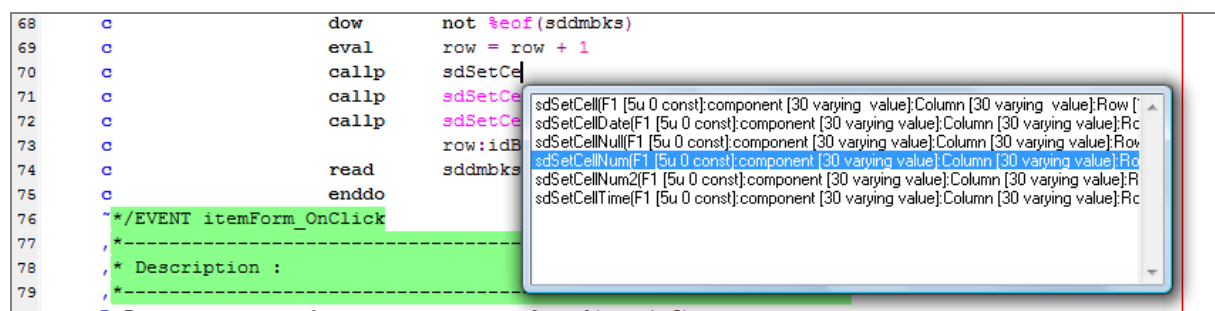 68 c dow not %eof(sddmbks)
69 c eval row = row + 1
70 c callp sdSetCe
71 c callp sdSetCe
72 c callp sdSetCe
73 c row:idB
74 c read sddmbks
75 c enddo
76 ~*/EVENT itemForm_OnClick
77 ,*------------------------------------
78 ,* Description :
79 ,*------------------------------------
sdSetCell(F1 [5u 0 const]:component [30 varying value]:Column [30 varying value]:Row [
sdSetCellDate(F1 [5u 0 const]:component [30 varying value]:Column [30 varying value]:Ro
sdSetCellNull(F1 [5u 0 const]:component [30 varying value]:Column [30 varying value]:Row
sdSetCellNum(F1 [5u 0 const]:component [30 varying value]:Column [30 varying value]:Ro
sdSetCellNum2(F1 [5u 0 const]:component [30 varying value]:Column [30 varying value]:R
sdSetCellTime(F1 [5u 0 const]:component [30 varying value]:Column [30 varying value]:Ro